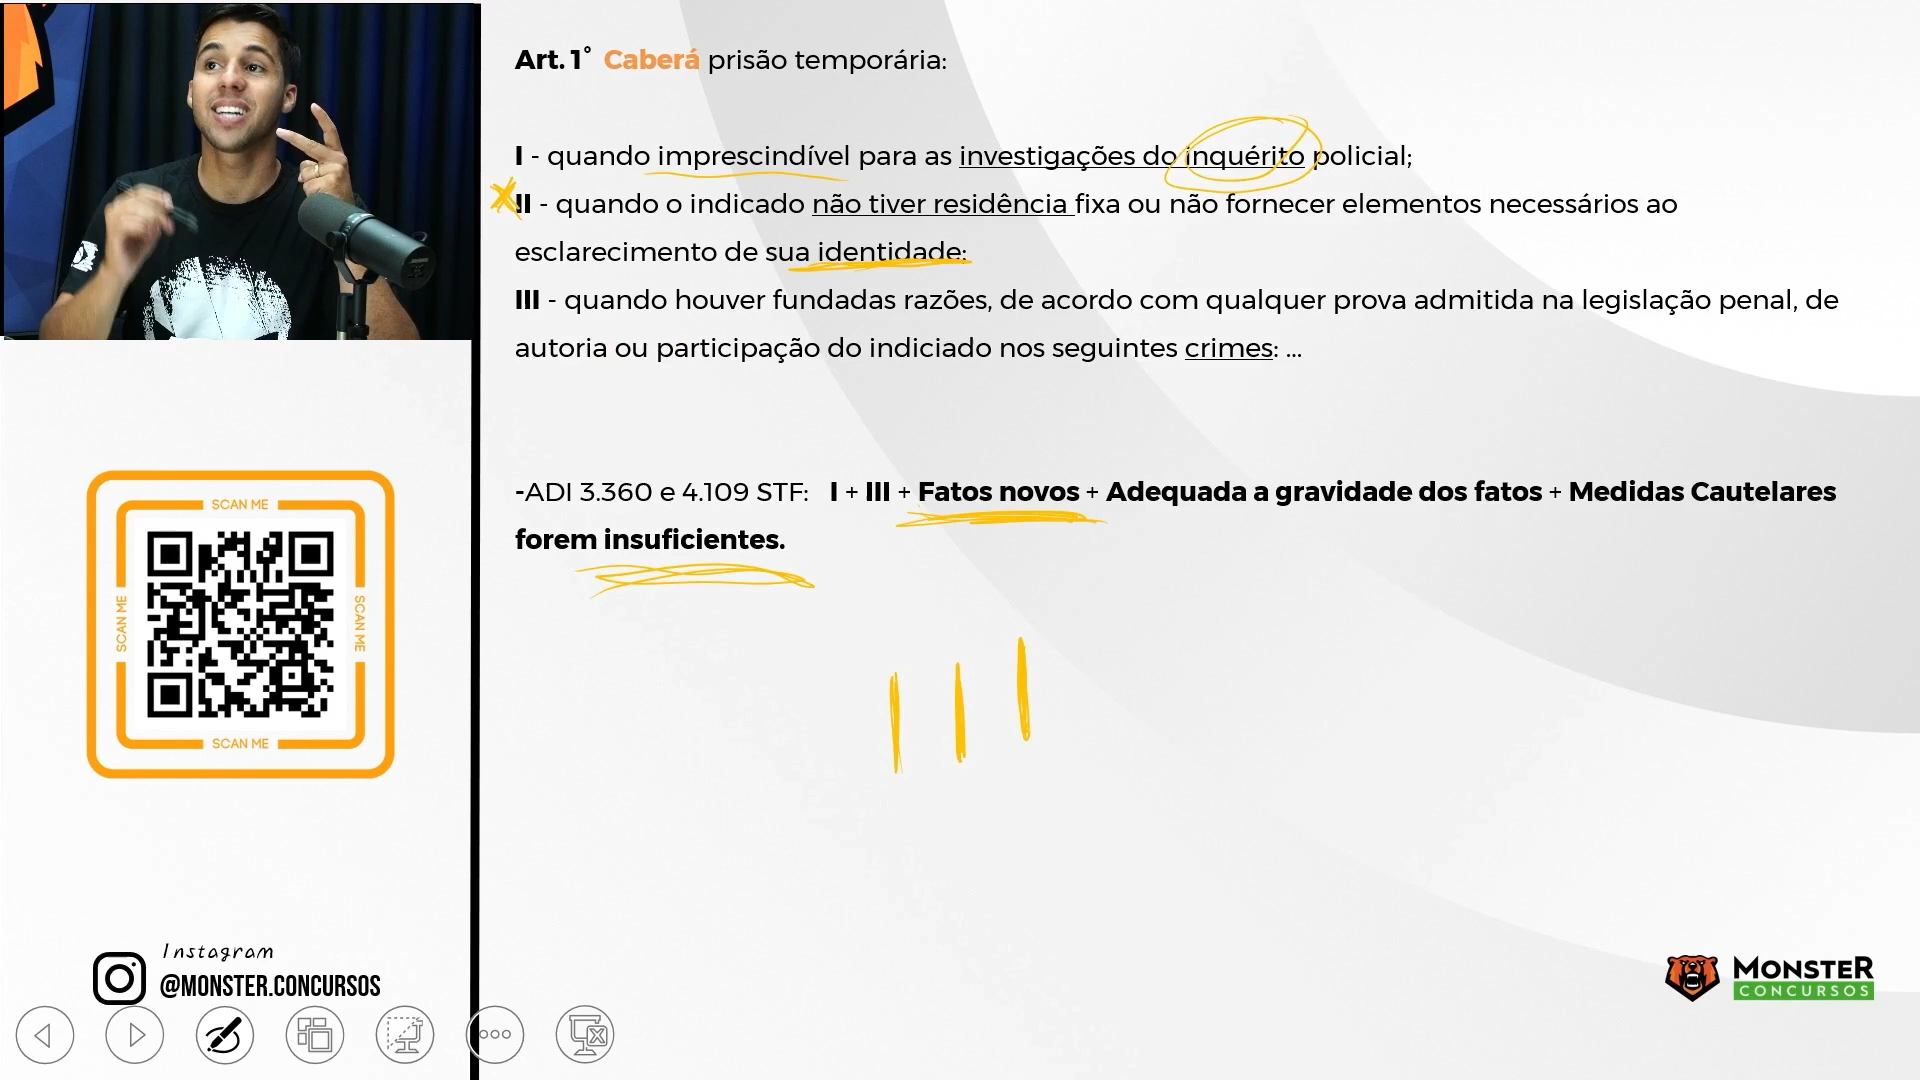 Art. 1° Caberá prisão temporária:
I - quando imprescindível para as investigações do inquérito policial;
II - quando o indicado não tiver residência fixa ou não fornecer elementos necessários ao
esclarecimento de sua identidade;
III - quando houver fundadas razões, de acordo com qualquer prova admitida na legislação penal, de
autoria ou participação do indiciado nos seguintes crimes: ...
-ADI 3.360 e 4.109 STF: I + III + Fatos novos + Adequada a gravidade dos fatos + Medidas Cautelares
forem insuficientes.
SCAN ME
SCAN ME
SCAN ME
SCAN ME
Instagram
@MONSTER.CONCURSOS
MONSTER
CONCURSOS